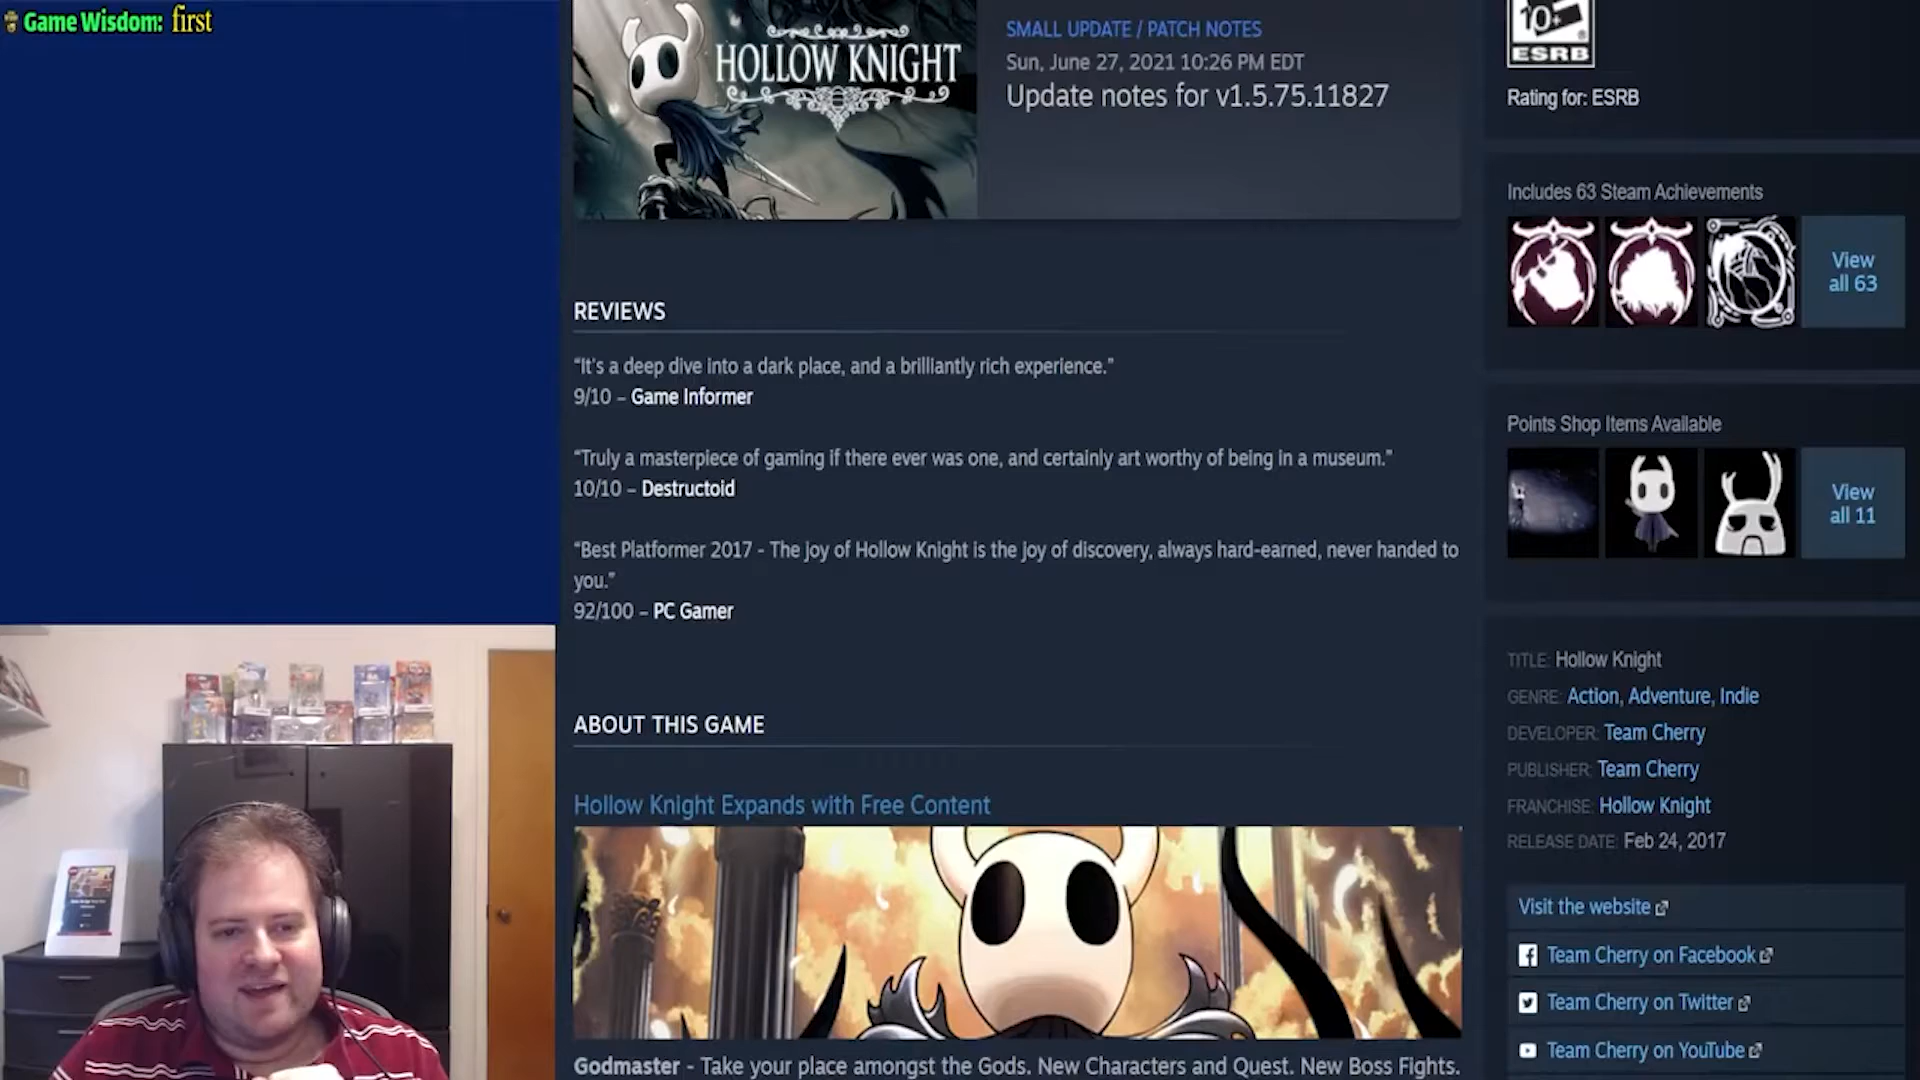 Game Wisdom: first
HOLLOW KNIGHT
SMALL UPDATE / PATCH NOTES
Sun, June 27, 2021 10:26 PM EDT
Update notes for v1.5.75.11827
REVIEWS
“It's a deep dive into a dark place, and a brilliantly rich experience.”
9/10 – Game Informer
“Truly a masterpiece of gaming if there ever was one, and certainly art worthy of being in a museum.”
10/10 – Destructoid
“Best Platformer 2017 - The joy of Hollow Knight is the joy of discovery, always hard-earned, never handed to
you.”
92/100 – PC Gamer
ABOUT THIS GAME
Hollow Knight Expands with Free Content
Godmaster - Take your place amongst the Gods. New Characters and Quest. New Boss Fights.
10+
ESRB
Rating for: ESRB
Includes 63 Steam Achievements
View
all 63
Points Shop Items Available
View
all 11
TITLE: Hollow Knight
GENRE: Action, Adventure, Indie
DEVELOPER: Team Cherry
PUBLISHER: Team Cherry
FRANCHISE: Hollow Knight
RELEASE DATE: Feb 24, 2017
Visit the website
Team Cherry on Facebook
Team Cherry on Twitter
Team Cherry on YouTube